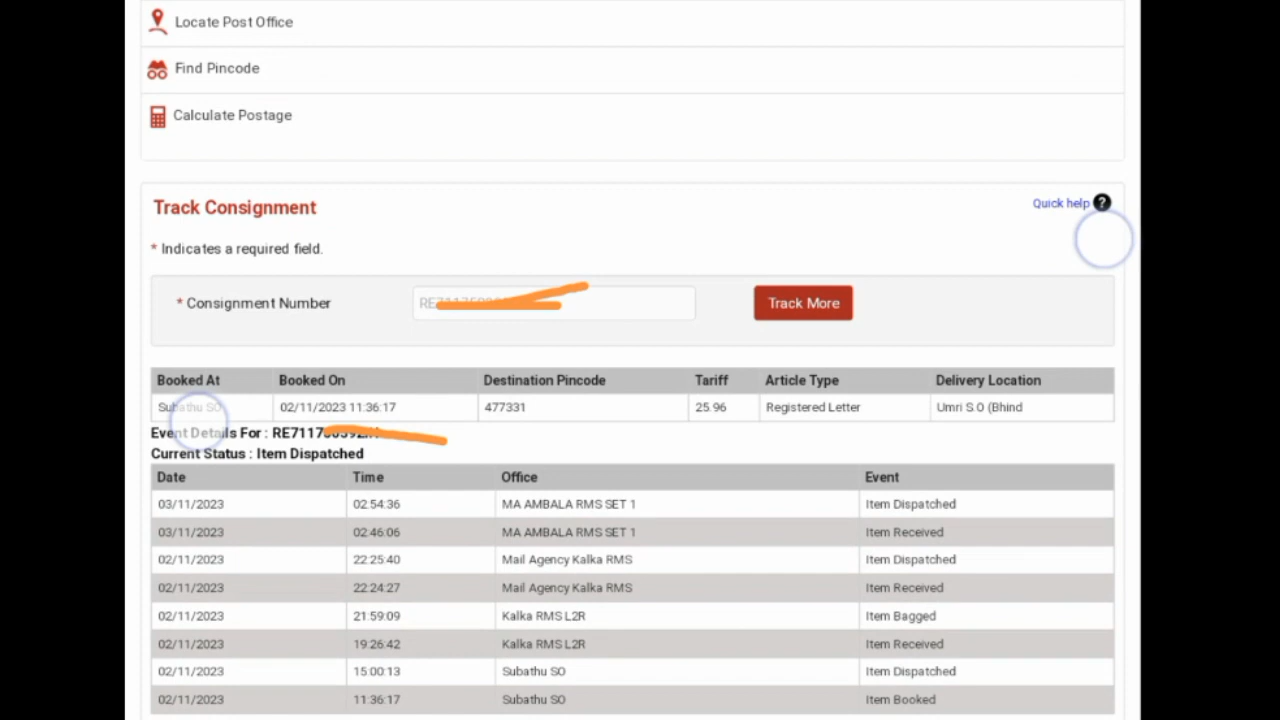 Locate Post Office
Find Pincode
Calculate Postage
Track Consignment
Quick help ?
* Indicates a required field.
* Consignment Number
Track More
Booked At Booked On Destination Pincode Tariff Article Type Delivery Location
Subathu SO 02/11/2023 11:36:17 477331 25.96 Registered Letter Umri S.O (Bhind
Event Details For :
Current Status : Item Dispatched
Date Time Office Event
03/11/2023 02:54:36 MA AMBALA RMS SET 1 Item Dispatched
03/11/2023 02:46:06 MA AMBALA RMS SET 1 Item Received
02/11/2023 22:25:40 Mail Agency Kalka RMS Item Dispatched
02/11/2023 22:24:27 Mail Agency Kalka RMS Item Received
02/11/2023 21:59:09 Kalka RMS L2R Item Bagged
02/11/2023 19:26:42 Kalka RMS L2R Item Received
02/11/2023 15:00:13 Subathu SO Item Dispatched
02/11/2023 11:36:17 Subathu SO Item Booked